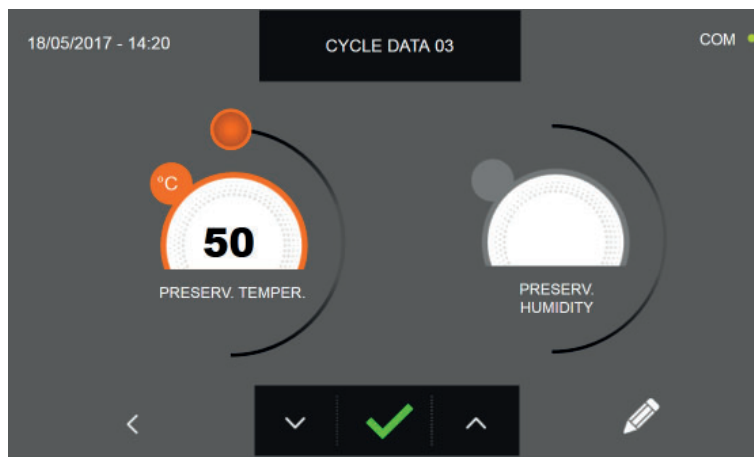 18/05/2017 - 14:20
CYCLE DATA 03
COM
°C
50
PRESERV. TEMPER.
PRESERV.
HUMIDITY